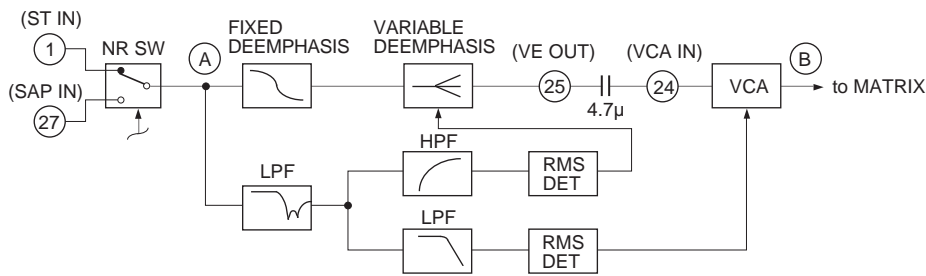 (ST IN)
1
NR SW
(SAP IN)
27
A
FIXED
DEEMPHASIS
VARIABLE
DEEMPHASIS
(VE OUT)
25
4.7µ
(VCA IN)
24
VCA
B
to MATRIX
LPF
HPF
RMS
DET
LPF
RMS
DET